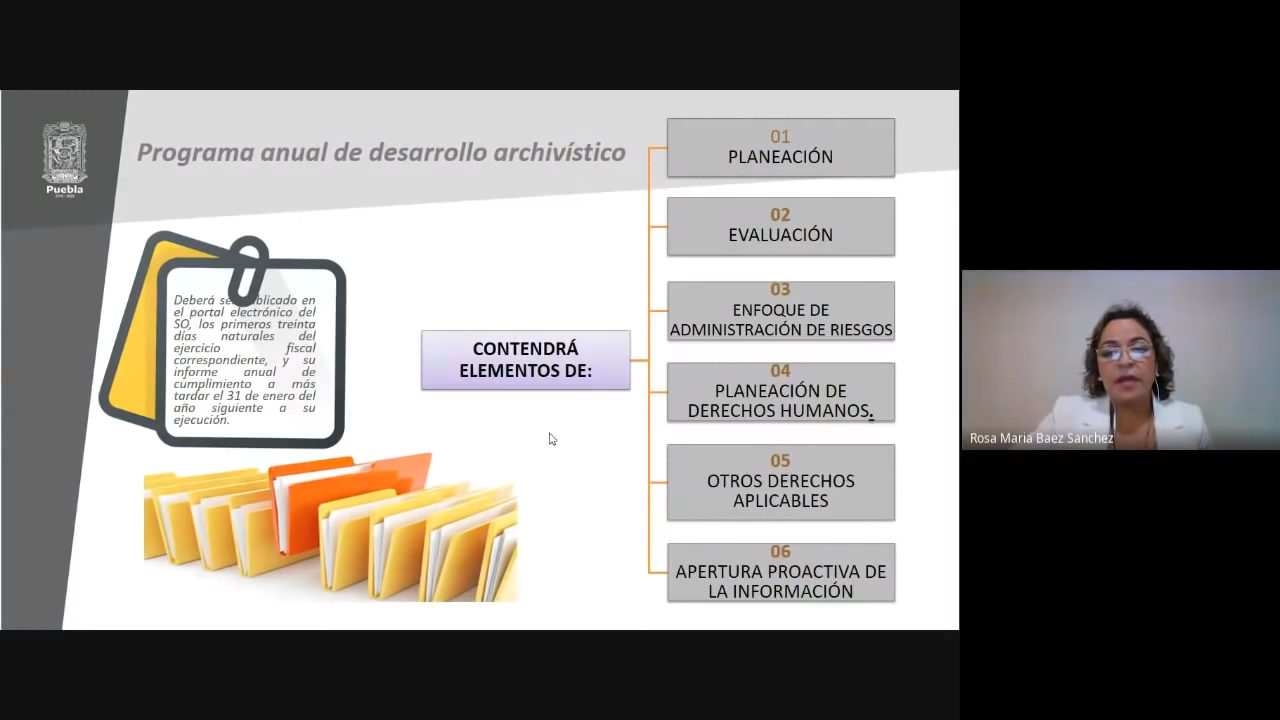 Programa anual de desarrollo archivístico
Puebla
Deberá ser publicado en
el portal electrónico del
SO, los primeros treinta
días naturales del
ejercicio fiscal
correspondiente, y su
informe anual de
cumplimiento a más
tardar el 31 de enero del
año siguiente a su
ejecución.
CONTENDRÁ
ELEMENTOS DE:
01
PLANEACIÓN
02
EVALUACIÓN
03
ENFOQUE DE
ADMINISTRACIÓN DE RIESGOS
04
PLANEACIÓN DE
DERECHOS HUMANOS.
05
OTROS DERECHOS
APLICABLES
06
APERTURA PROACTIVA DE
LA INFORMACIÓN
Rosa Maria Baez Sanchez